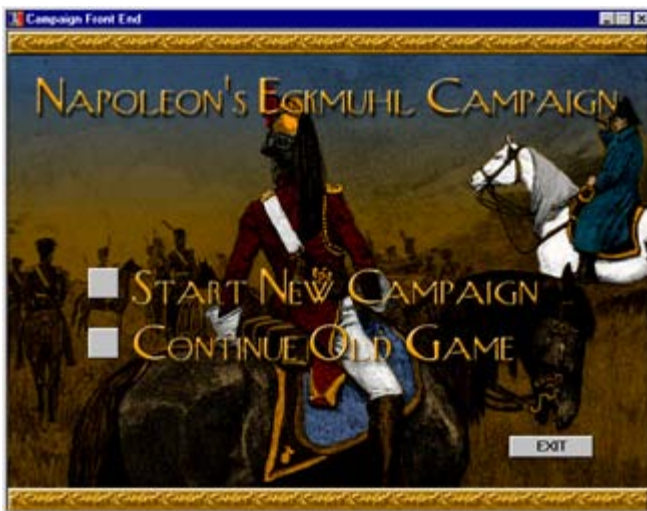 Campaign Front End
NAPOLEON'S ECKMUHL CAMPAIGN
START NEW CAMPAIGN
CONTINUE OLD GAME
EXIT